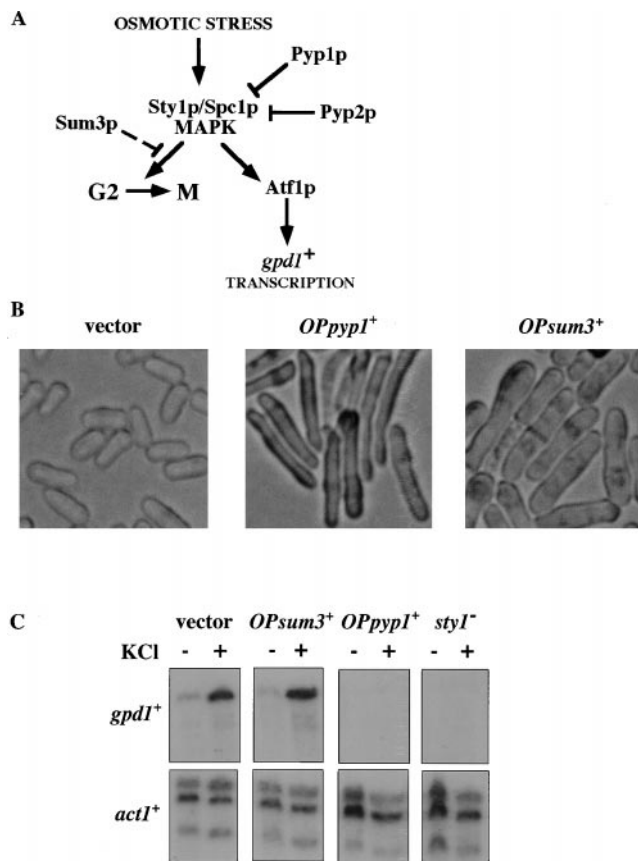 A
OSMOTIC STRESS
Pyp1p
Sty1p/Spc1p
MAPK
Pyp2p
Sum3p
G2
M
Atf1p
gpd1+
TRANSCRIPTION
B
vector
OPpyp1+
OPsum3+
C
vector
OPsum3+
OPpyp1+
sty1-
KCl
- + - + - + - +
gpd1+
act1+